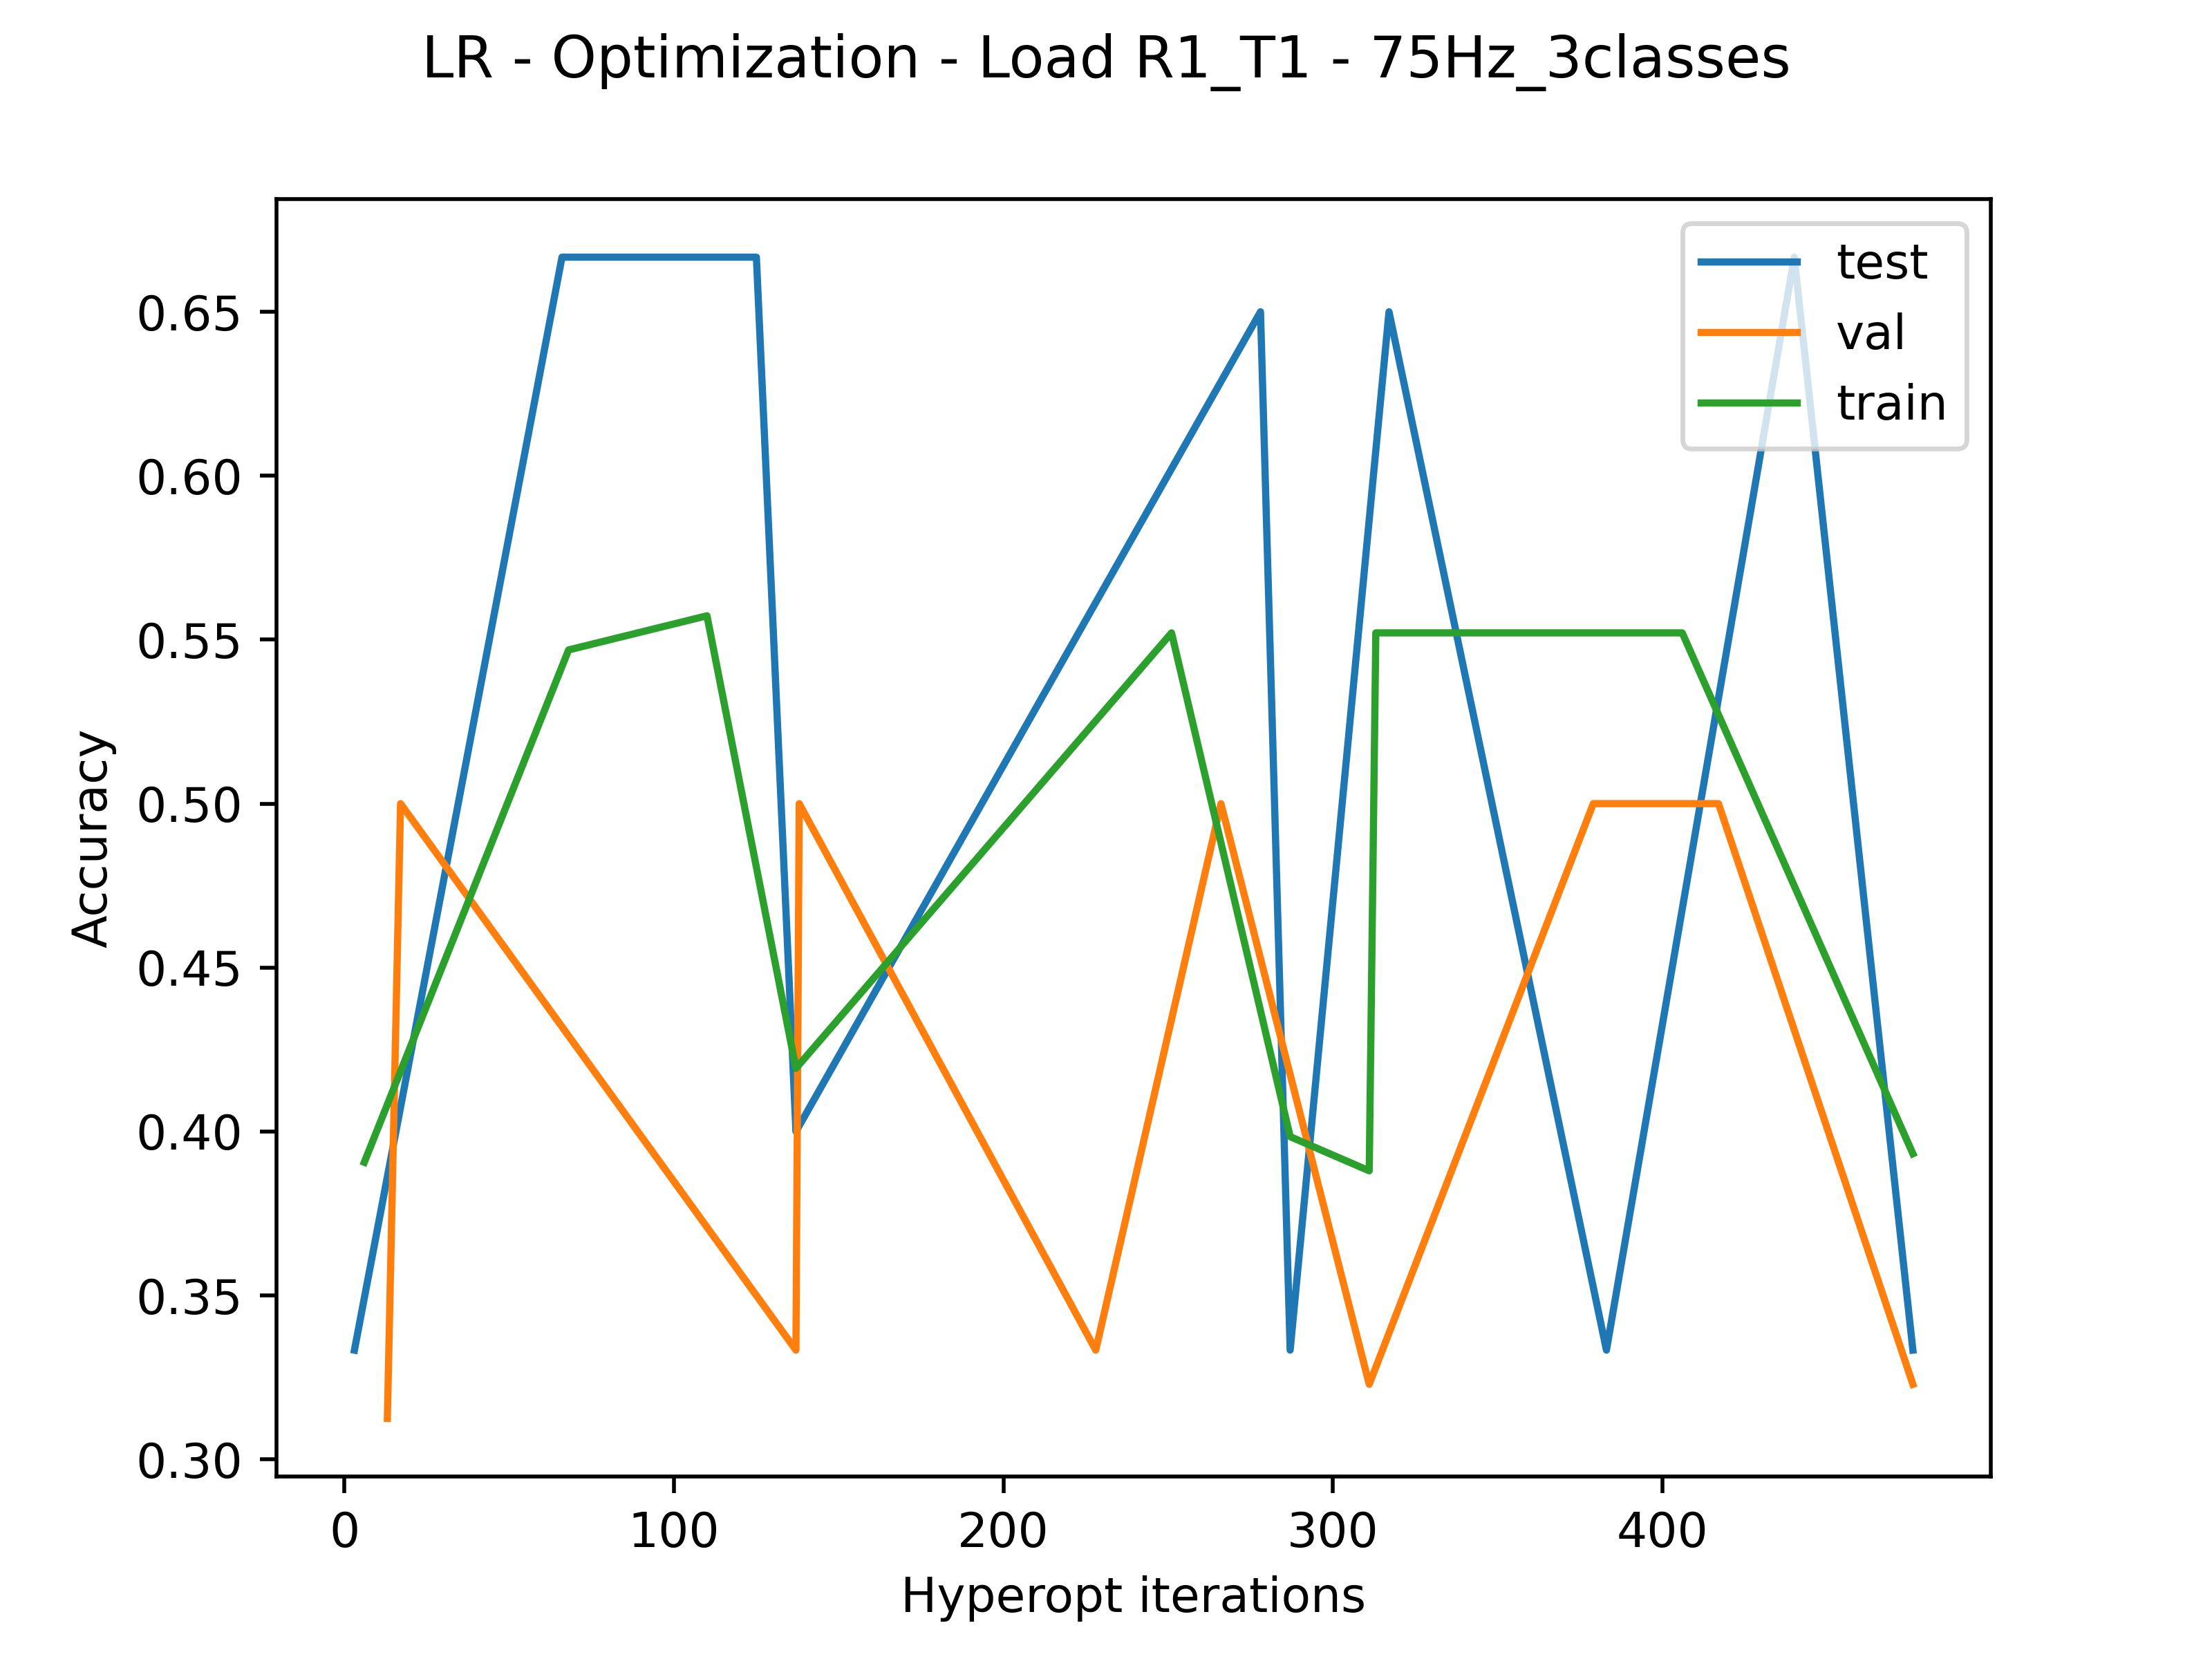 LR - Optimization - Load R1_T1 - 75Hz_3classes
test
val
train
0.65
0.60
0.55
0.50
0.45
0.40
0.35
0.30
Accuracy
0 100 200 300 400
Hyperopt iterations